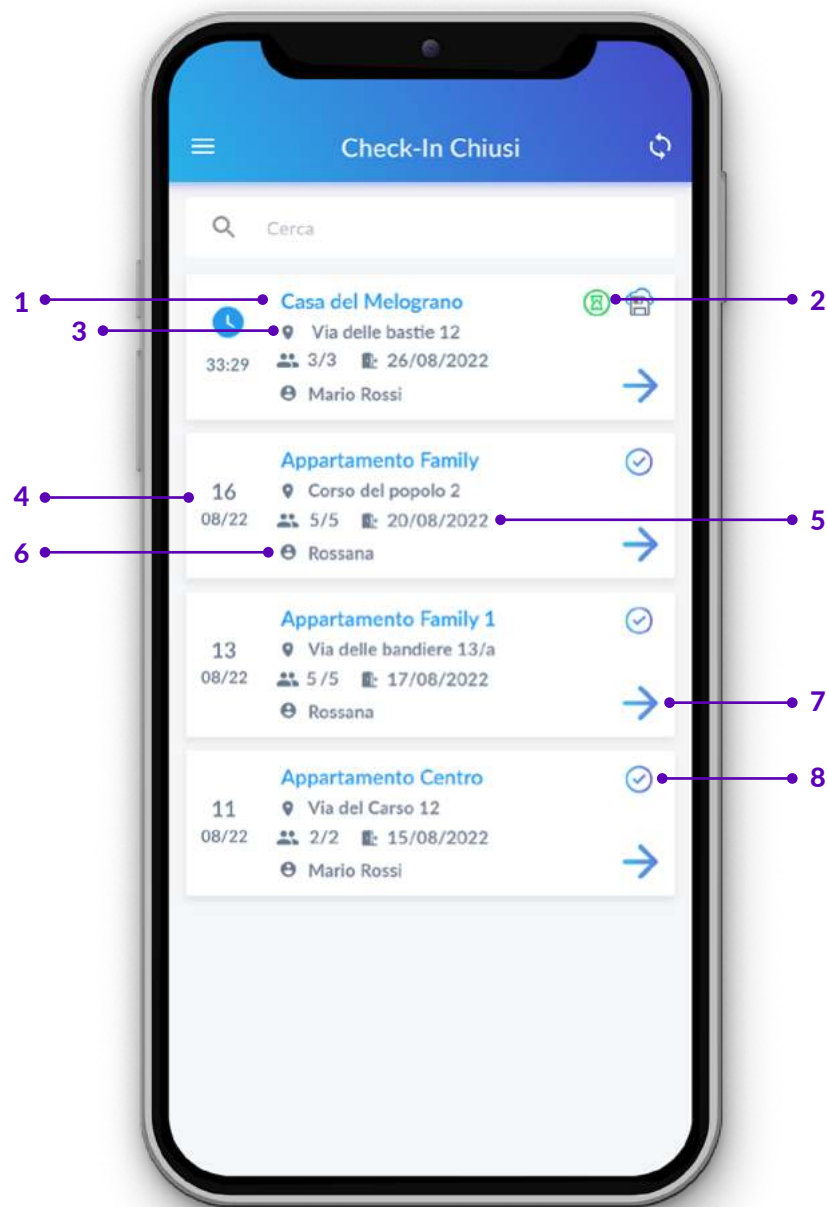 Check-In Chiusi
Cerca
1
Casa del Melograno
2
3
Via delle bastie 12
33:29
3/3
26/08/2022
Mario Rossi
Appartamento Family
4
16
08/22
Corso del popolo 2
5/5
20/08/2022
5
6
Rossana
Appartamento Family 1
13
08/22
Via delle bandiere 13/a
5/5
17/08/2022
7
Rossana
Appartamento Centro
8
11
08/22
Via del Carso 12
2/2
15/08/2022
Mario Rossi